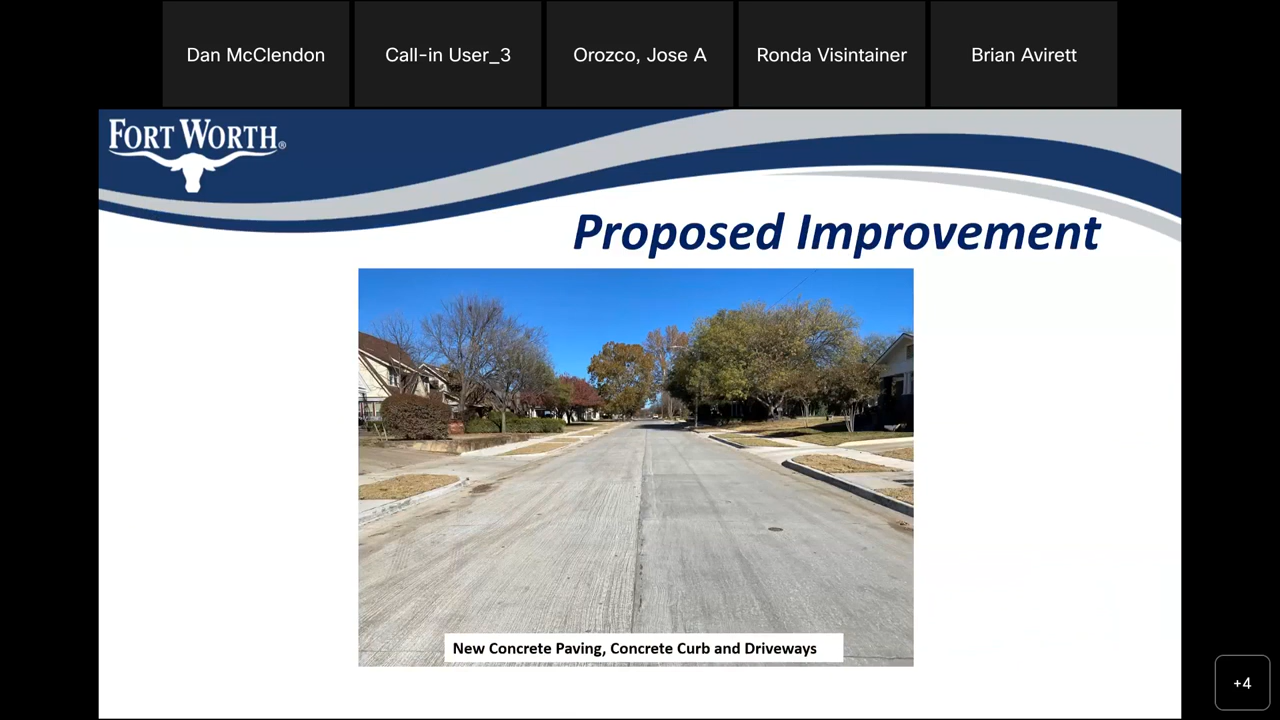 Dan McClendon
Call-in User_3
Orozco, Jose A
Ronda Visintainer
Brian Avirett
FORT WORTH®
Proposed Improvement
New Concrete Paving, Concrete Curb and Driveways
+4